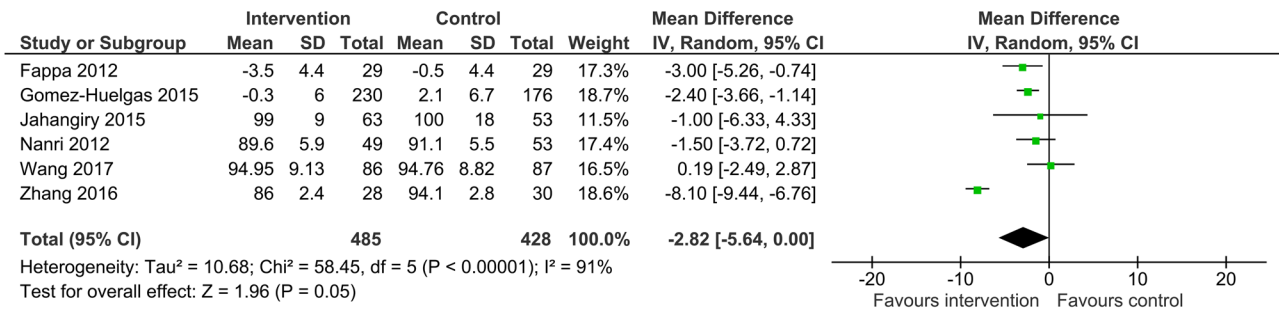 Intervention Control Mean Difference Mean Difference
Study or Subgroup Mean SD Total Mean SD Total Weight IV, Random, 95% CI IV, Random, 95% CI
Fappa 2012 -3.5 4.4 29 -0.5 4.4 29 17.3% -3.00 [-5.26, -0.74]
Gomez-Huelgas 2015 -0.3 6 230 2.1 6.7 176 18.7% -2.40 [-3.66, -1.14]
Jahangiry 2015 99 9 63 100 18 53 11.5% -1.00 [-6.33, 4.33]
Nanri 2012 89.6 5.9 49 91.1 5.5 53 17.4% -1.50 [-3.72, 0.72]
Wang 2017 94.95 9.13 86 94.76 8.82 87 16.5% 0.19 [-2.49, 2.87]
Zhang 2016 86 2.4 28 94.1 2.8 30 18.6% -8.10 [-9.44, -6.76]
Total (95% CI) 485 428 100.0% -2.82 [-5.64, 0.00]
Heterogeneity: Tau² = 10.68; Chi² = 58.45, df = 5 (P < 0.00001); I² = 91%
Test for overall effect: Z = 1.96 (P = 0.05)
-20 -10 0 10 20
Favours intervention Favours control